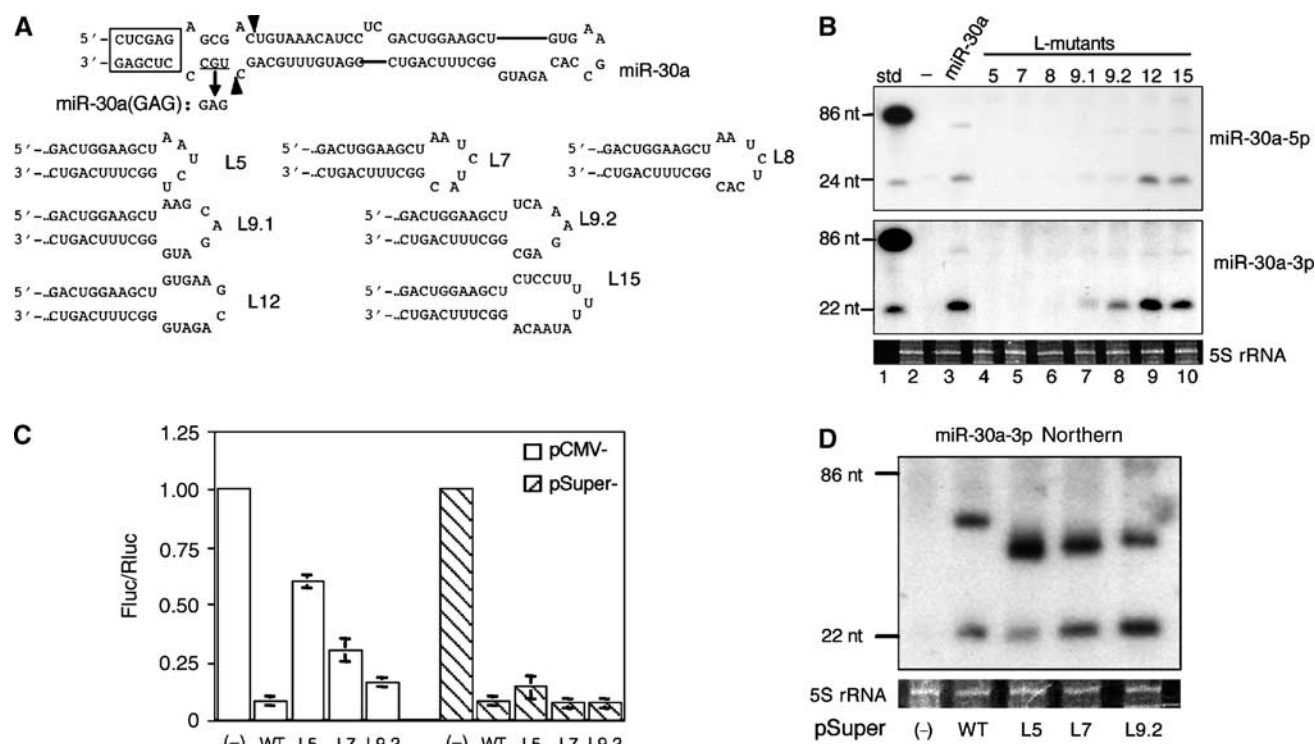 A
5′ - CUCGAG A GCG A CUGUAAACAUCC UC GACUGGAAGCU GUG A A
3′ - GAGCUC C CGU C GACGUUUGUAGG CUGACUUUCGG AUGUAG CAC C G
miR-30a
miR-30a(GAG): GAG
5′-..GACUGGAAGCU A A U C U L5
3′-..CUGACUUUCGG
5′-..GACUGGAAGCU AA U C U A C L7
3′-..CUGACUUUCGG
5′-..GACUGGAAGCU AA U C U CAC L8
3′-..CUGACUUUCGG
5′-..GACUGGAAGCU AAG C A G AUG L9.1
3′-..CUGACUUUCGG
5′-..GACUGGAAGCU UCA A A G AGC L9.2
3′-..CUGACUUUCGG
5′-..GACUGGAAGCU GUGAA G C GUAGA L12
3′-..CUGACUUUCGG
5′-..GACUGGAAGCU CUCCUU U U U ACAAUA L15
3′-..CUGACUUUCGG
B
L-mutants
std – miR-30a 5 7 8 9.1 9.2 12 15
86 nt
24 nt
miR-30a-5p
86 nt
22 nt
miR-30a-3p
5S rRNA
1 2 3 4 5 6 7 8 9 10
C
Fluc/Rluc
1.25
1.00
0.75
0.50
0.25
0
pCMV-
pSuper-
(–) WT L5 L7 L9.2 (–) WT L5 L7 L9.2
D
miR-30a-3p Northern
86 nt
22 nt
5S rRNA
pSuper (–) WT L5 L7 L9.2